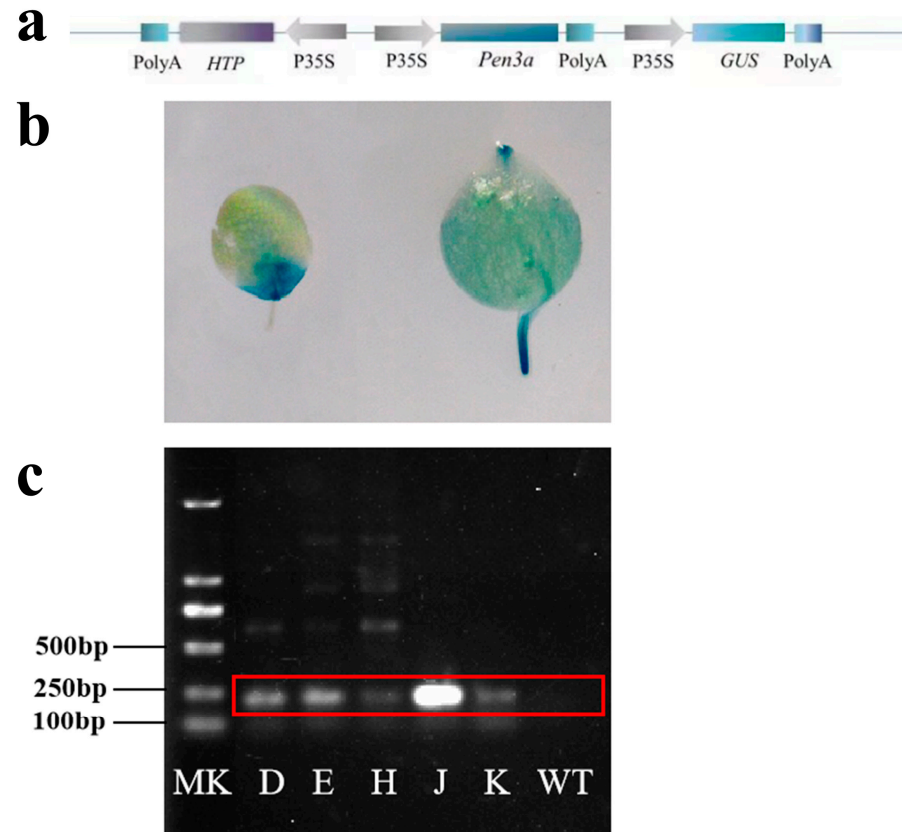 a
PolyA HTP P35S P35S Pen3a PolyA P35S GUS PolyA
b
c
500bp
250bp
100bp
MK D E H J K WT